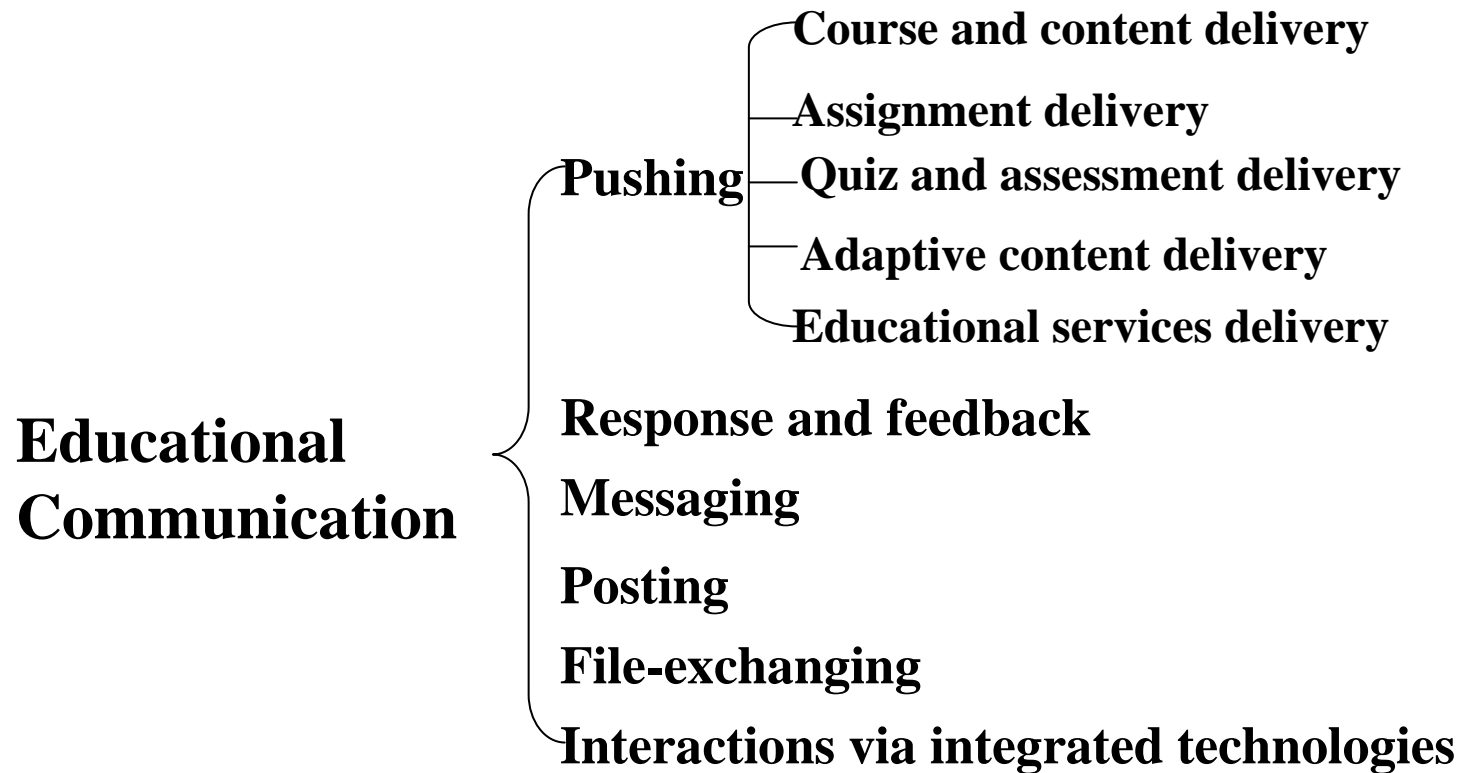 Course and content delivery
Assignment delivery
Pushing
Quiz and assessment delivery
Adaptive content delivery
Educational services delivery
Educational
Communication
Response and feedback
Messaging
Posting
File-exchanging
Interactions via integrated technologies